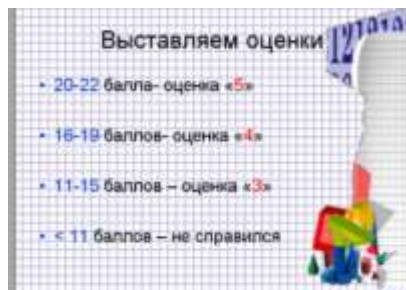 Выставляем оценки
• 20-22 балла- оценка «5»
• 16-19 баллов- оценка «4»
• 11-15 баллов – оценка «3»
• < 11 баллов – не справился